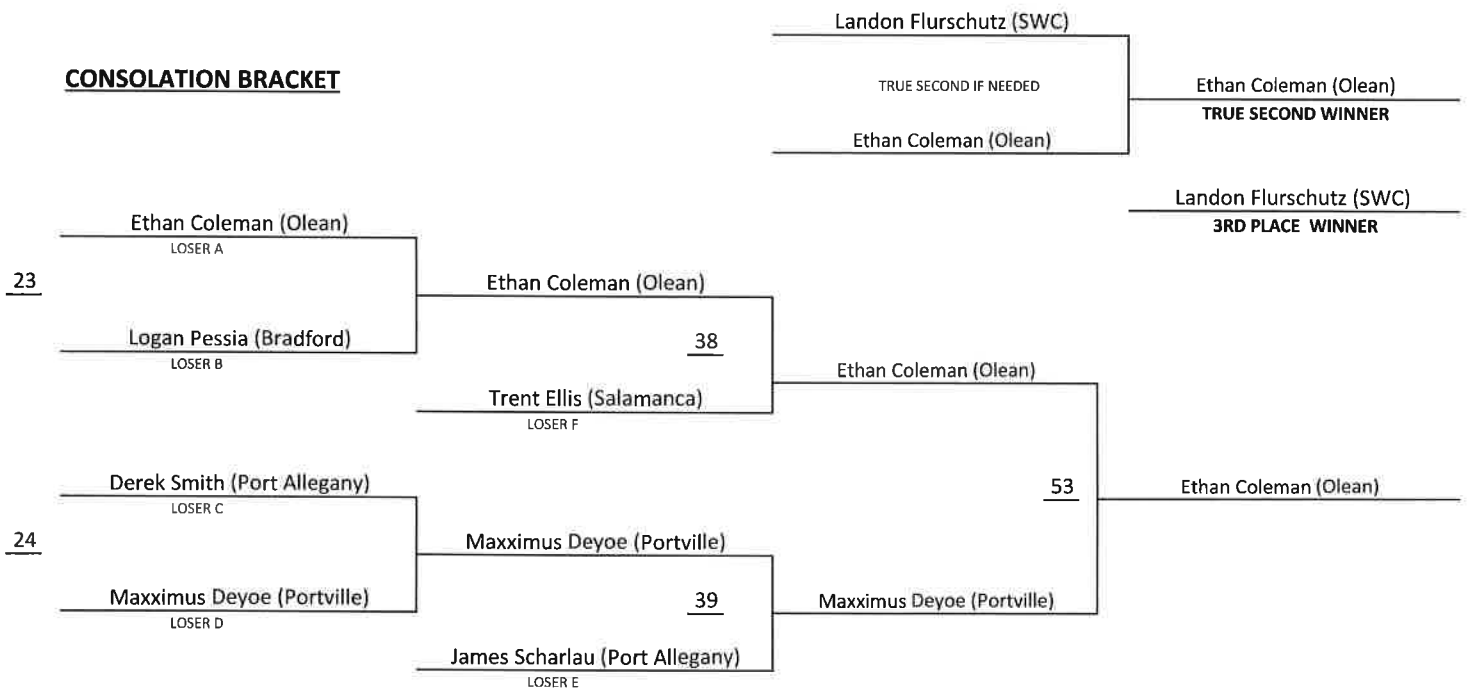 Landon Flurschutz (SWC)
CONSOLATION BRACKET
TRUE SECOND IF NEEDED
Ethan Coleman (Olean)
TRUE SECOND WINNER
Ethan Coleman (Olean)
Landon Flurschutz (SWC)
3RD PLACE WINNER
Ethan Coleman (Olean)
LOSER A
23
Ethan Coleman (Olean)
Logan Pessia (Bradford)
LOSER B
38
Ethan Coleman (Olean)
Trent Ellis (Salamanca)
LOSER F
Derek Smith (Port Allegany)
LOSER C
53
Ethan Coleman (Olean)
24
Maxximus Deyoe (Portville)
Maxximus Deyoe (Portville)
LOSER D
39
Maxximus Deyoe (Portville)
James Scharlau (Port Allegany)
LOSER E